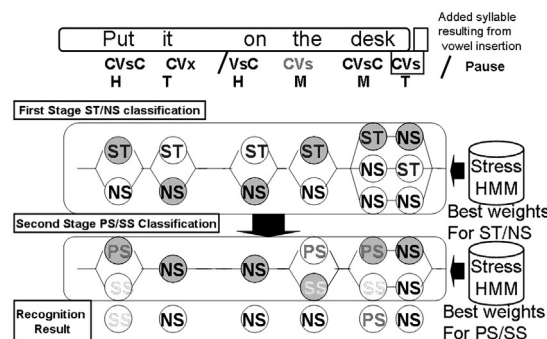 Added syllable
resulting from
vowel insertion
Put it on the desk
CVsC CVx / VsC CVs CVsC CVs / Pause
H T H M M T
First Stage ST/NS classification
ST ST ST ST ST NS
NS ST
NS NS NS NS NS NS
Stress
HMM
Best weights
For ST/NS
Second Stage PS/SS Classification
PS NS NS PS PS NS
SS SS SS NS
Stress
HMM
Recognition
Result
SS NS NS NS PS NS
Best weights
For PS/SS